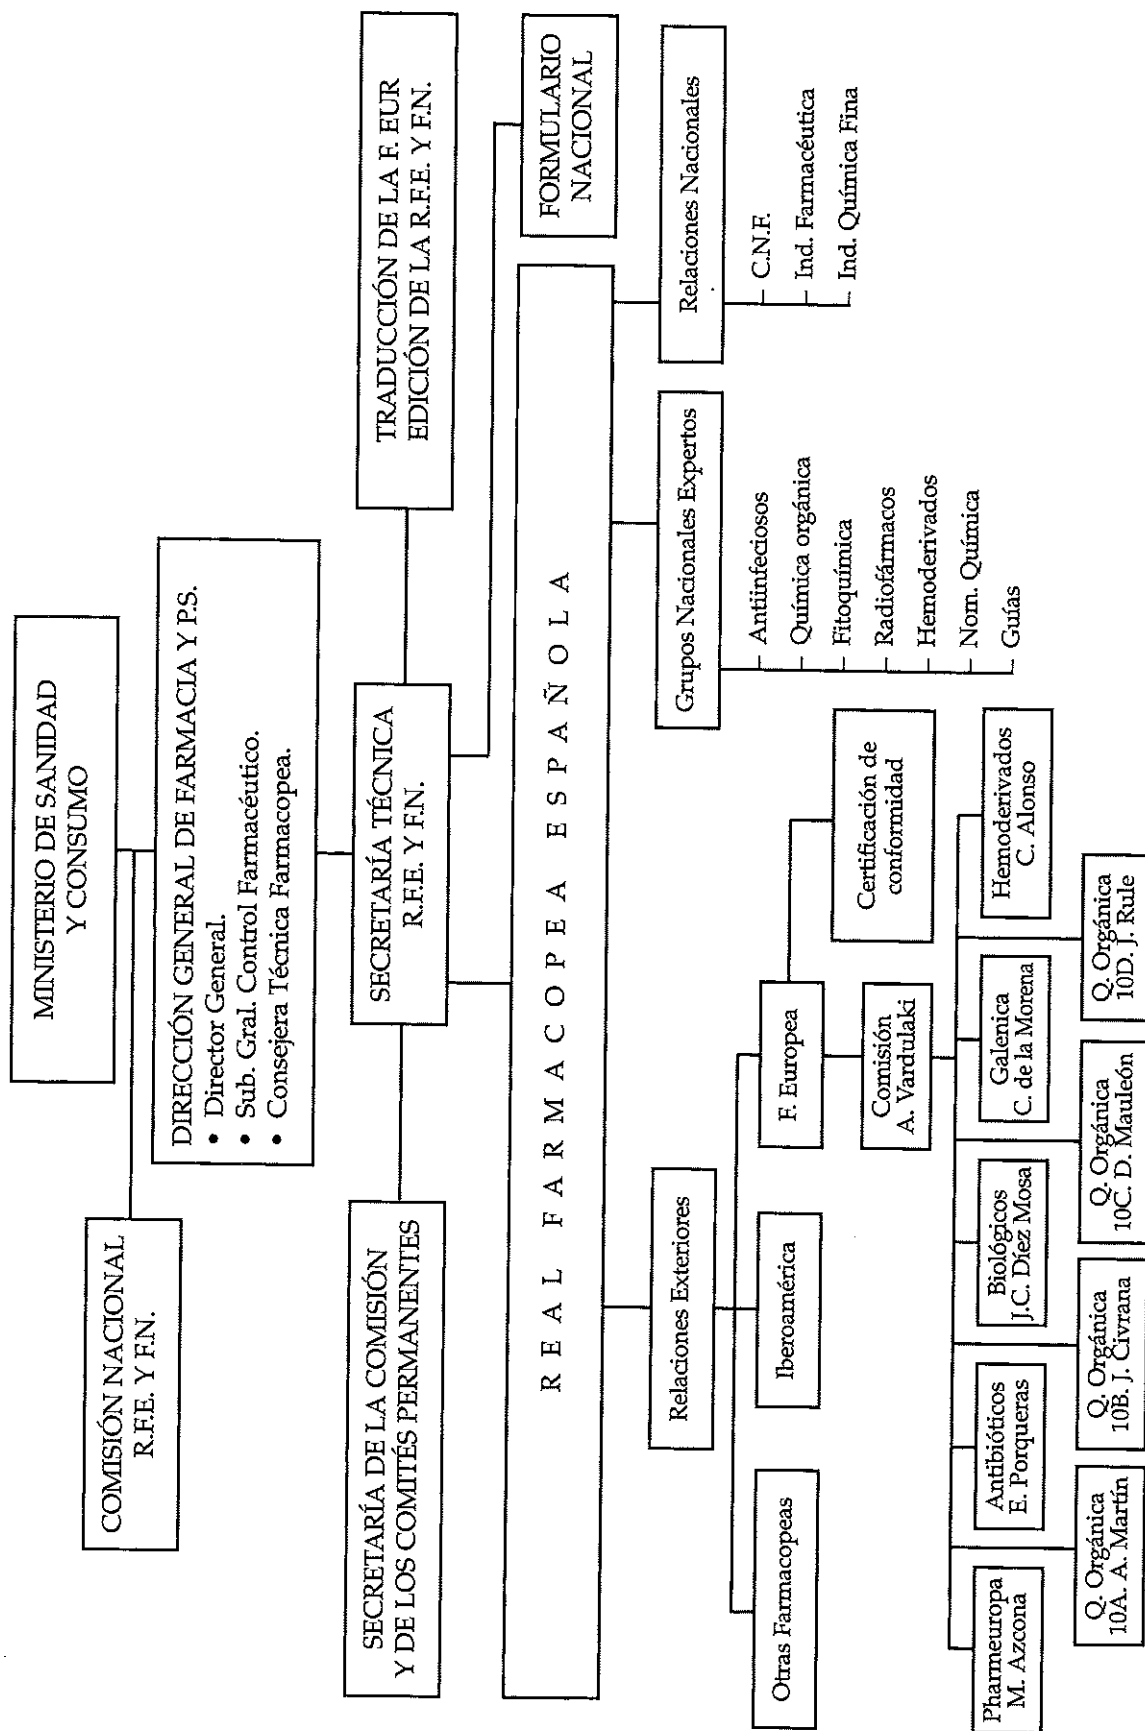 MINISTERIO DE SANIDAD
Y CONSUMO
COMISIÓN NACIONAL
R.F.E. Y F.N.
DIRECCIÓN GENERAL DE FARMACIA Y P.S.
• Director General.
• Sub. Gral. Control Farmacéutico.
• Consejera Técnica Farmacopea.
SECRETARÍA DE LA COMISIÓN
Y DE LOS COMITÉS PERMANENTES
SECRETARÍA TÉCNICA
R.F.E. Y F.N.
TRADUCCIÓN DE LA F. EUR
EDICIÓN DE LA R.F.E. Y F.N.
REAL FARMACOPEA ESPAÑOLA
FORMULARIO
NACIONAL
Relaciones Exteriores
Grupos Nacionales Expertos
Relaciones Nacionales
Otras Farmacopeas
Iberoamérica
F. Europea
Certificación de
conformidad
Antiinfeciosos
Química orgánica
Fitoquímica
Radiofármacos
Hemoderivados
Nom. Química
Guías
C.N.F.
Ind. Farmacéutica
Ind. Química Fina
Comisión
A. Vardulaki
Pharmeuropa
M. Azcona
Antibióticos
E. Porqueras
Biológicos
J.C. Díez Mosa
Galenica
C. de la Morena
Hemoderivados
C. Alonso
Q. Orgánica
10A. A. Martín
Q. Orgánica
10B. J. Civrana
Q. Orgánica
10C. D. Mauleón
Q. Orgánica
10D. J. Rule